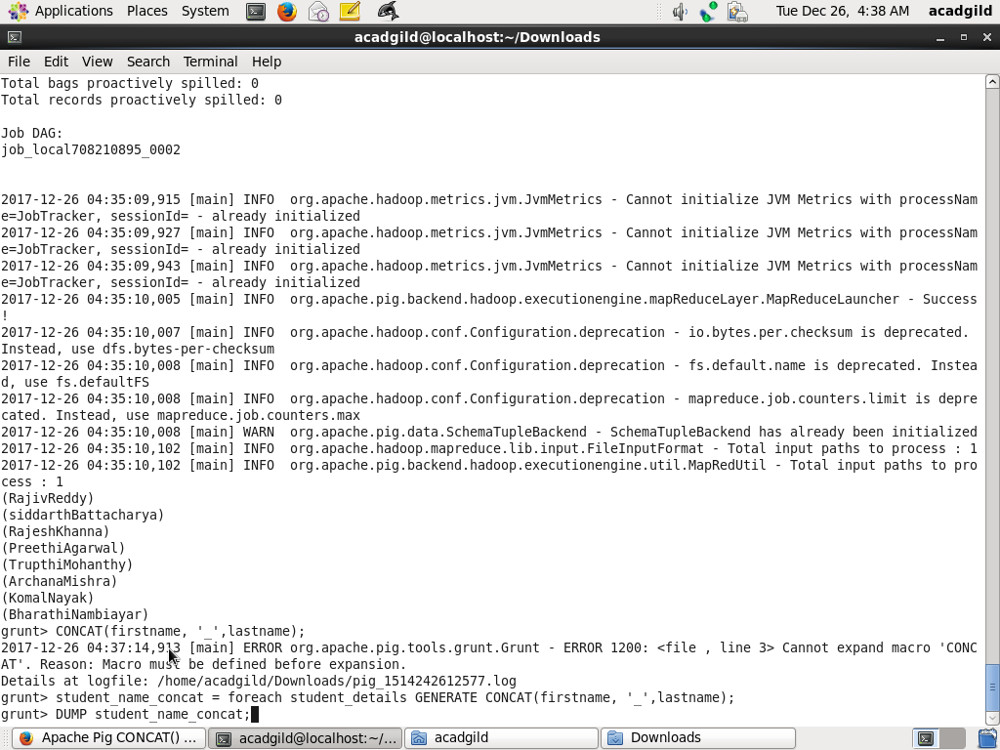 Applications Places System Tue Dec 26, 4:38 AM acadgild
acadgild@localhost:~/Downloads
File Edit View Search Terminal Help
Total bags proactively spilled: 0
Total records proactively spilled: 0
Job DAG:
job_local708210895_0002
2017-12-26 04:35:09,915 [main] INFO  org.apache.hadoop.metrics.jvm.JvmMetrics - Cannot initialize JVM Metrics with processNam
e=JobTracker, sessionId= - already initialized
2017-12-26 04:35:09,927 [main] INFO  org.apache.hadoop.metrics.jvm.JvmMetrics - Cannot initialize JVM Metrics with processNam
e=JobTracker, sessionId= - already initialized
2017-12-26 04:35:09,943 [main] INFO  org.apache.hadoop.metrics.jvm.JvmMetrics - Cannot initialize JVM Metrics with processNam
e=JobTracker, sessionId= - already initialized
2017-12-26 04:35:10,005 [main] INFO  org.apache.pig.backend.hadoop.executionengine.mapReduceLayer.MapReduceLauncher - Success
!
2017-12-26 04:35:10,007 [main] INFO  org.apache.hadoop.conf.Configuration.deprecation - io.bytes.per.checksum is deprecated.
Instead, use dfs.bytes-per-checksum
2017-12-26 04:35:10,008 [main] INFO  org.apache.hadoop.conf.Configuration.deprecation - fs.default.name is deprecated. Instea
d, use fs.defaultFS
2017-12-26 04:35:10,008 [main] INFO  org.apache.hadoop.conf.Configuration.deprecation - mapreduce.job.counters.limit is depre
cated. Instead, use mapreduce.job.counters.max
2017-12-26 04:35:10,008 [main] WARN  org.apache.pig.data.SchemaTupleBackend - SchemaTupleBackend has already been initialized
2017-12-26 04:35:10,102 [main] INFO  org.apache.hadoop.mapreduce.lib.input.FileInputFormat - Total input paths to process : 1
2017-12-26 04:35:10,102 [main] INFO  org.apache.pig.backend.hadoop.executionengine.util.MapRedUtil - Total input paths to pro
cess : 1
(RajivReddy)
(siddarthBattacharya)
(RajeshKhanna)
(PreethiAgarwal)
(TrupthiMohanthy)
(ArchanaMishra)
(KomalNayak)
(BharathiNambiayar)
grunt> CONCAT(firstname, '_',lastname);
2017-12-26 04:37:14,913 [main] ERROR org.apache.pig.tools.grunt.Grunt - ERROR 1200: <file , line 3> Cannot expand macro 'CONC
AT'. Reason: Macro must be defined before expansion.
Details at logfile: /home/acadgild/Downloads/pig_1514242612577.log
grunt> student_name_concat = foreach student_details GENERATE CONCAT(firstname, '_',lastname);
grunt> DUMP student_name_concat;
Apache Pig CONCAT() ... acadgild@localhost:~/... acadgild Downloads